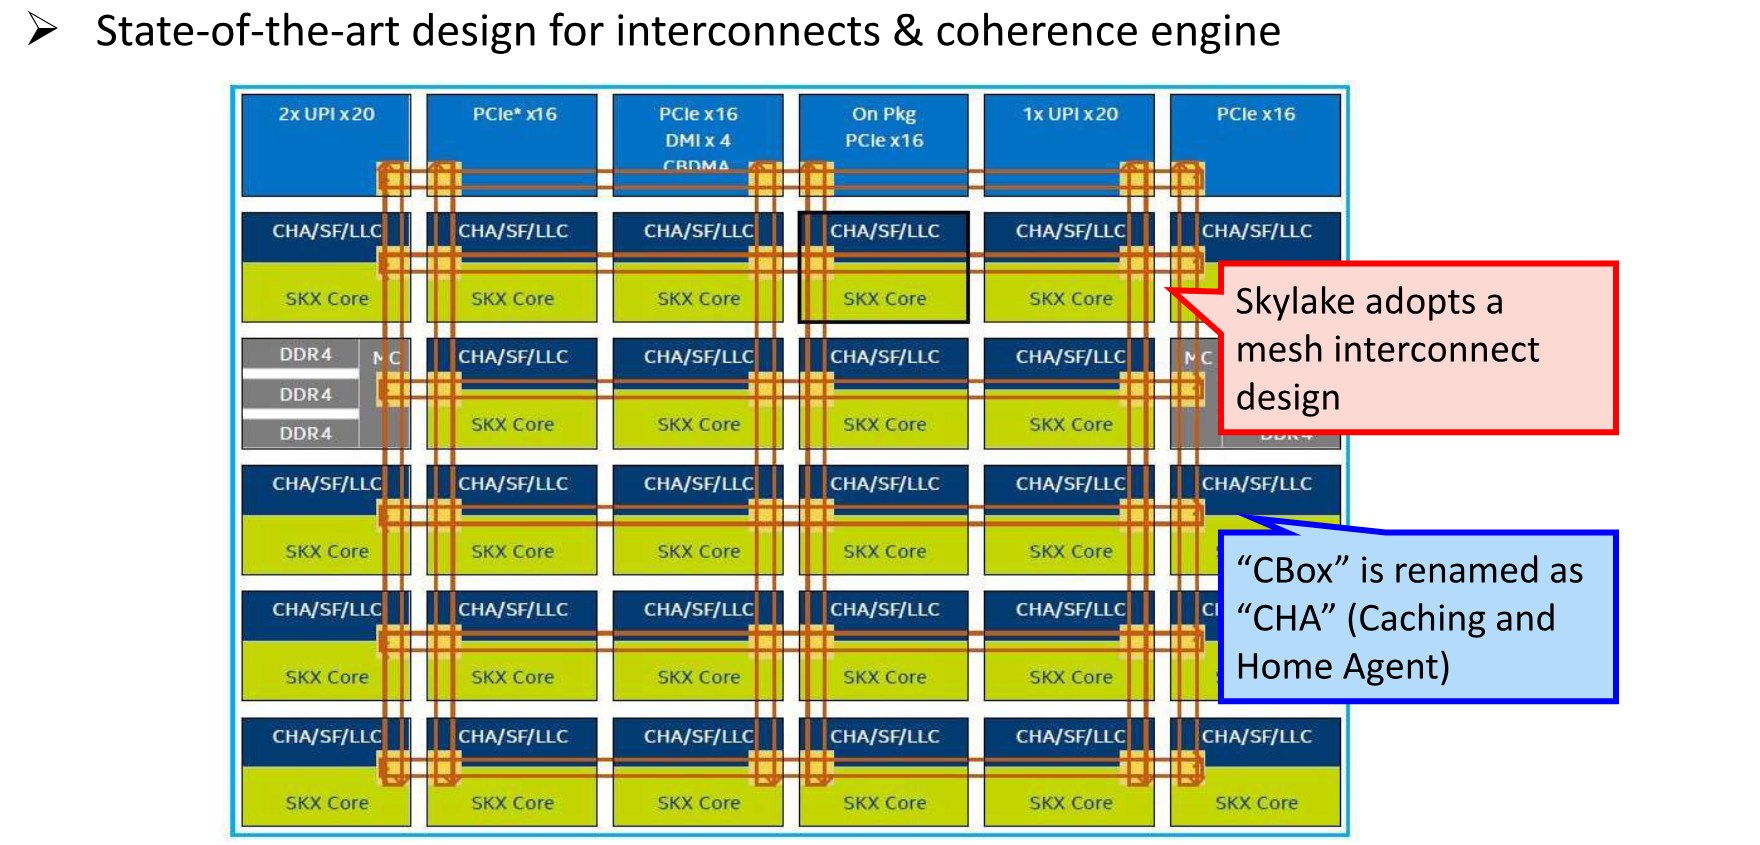 ➢ State-of-the-art design for interconnects & coherence engine
2x UPI x20
PCIe* x16
PCIe x16
DMI x 4
CBDMA
On Pkg
PCIe x16
1x UPI x20
PCIe x16
CHA/SF/LLC CHA/SF/LLC CHA/SF/LLC CHA/SF/LLC CHA/SF/LLC CHA/SF/LLC
SKX Core SKX Core SKX Core SKX Core SKX Core
Skylake adopts a
mesh interconnect
design
DDR4 MC CHA/SF/LLC CHA/SF/LLC CHA/SF/LLC CHA/SF/LLC MC
DDR4
SKX Core SKX Core SKX Core SKX Core
DDR4 DDR4
CHA/SF/LLC CHA/SF/LLC CHA/SF/LLC CHA/SF/LLC CHA/SF/LLC CHA/SF/LLC
SKX Core SKX Core SKX Core SKX Core SKX Core
“CBox” is renamed as
“CHA” (Caching and
Home Agent)
CHA/SF/LLC CHA/SF/LLC CHA/SF/LLC CHA/SF/LLC CHA/SF/LLC
SKX Core SKX Core SKX Core SKX Core SKX Core
CHA/SF/LLC CHA/SF/LLC CHA/SF/LLC CHA/SF/LLC CHA/SF/LLC CHA/SF/LLC
SKX Core SKX Core SKX Core SKX Core SKX Core SKX Core